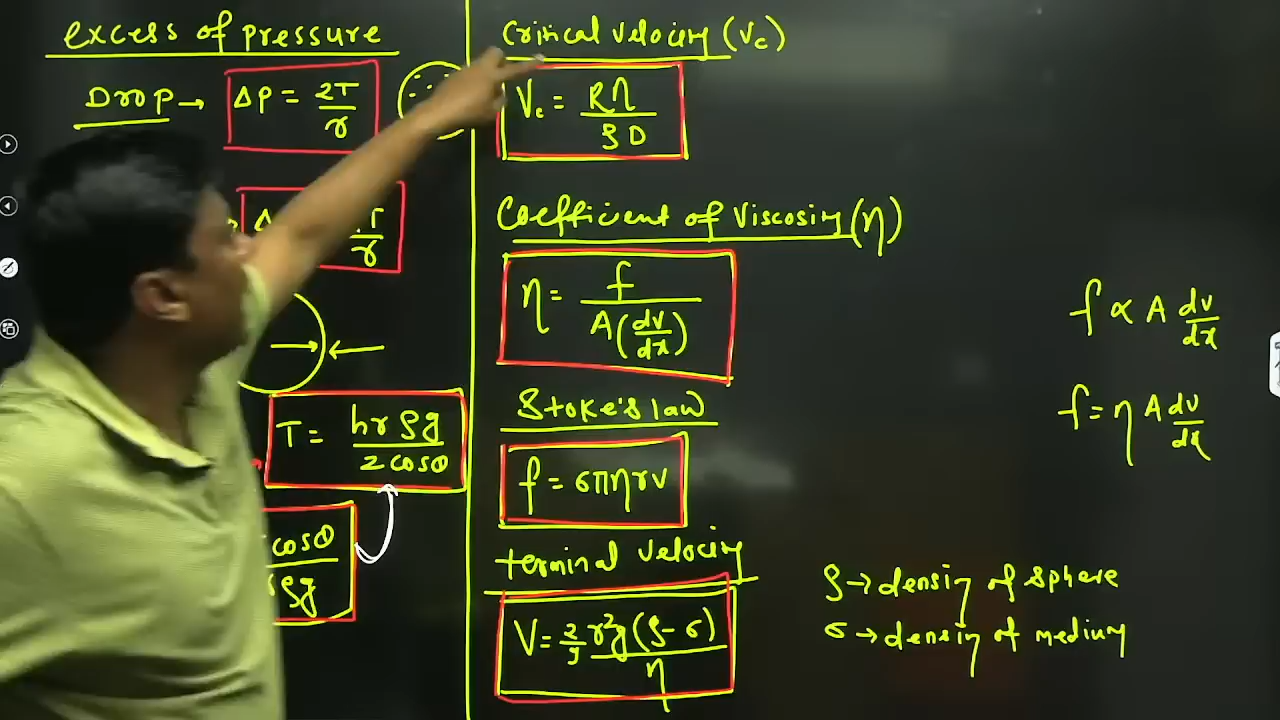 excess of pressure
Drop → ΔP = 2T/r
T/r
T = hrρg/2cosθ
cosθ/ρg
Critical velocity (Vc)
Vc = Rη/ρD
Coefficient of Viscosity (η)
η = f/A(dv/dx)
f ∝ A dv/dx
f = η A dv/dx
Stoke's law
f = 6πηrv
terminal velocity
V = 2/9 r²g(ρ-σ)/η
ρ → density of sphere
σ → density of medium